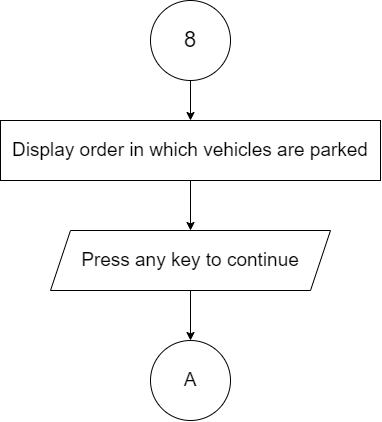 8
Display order in which vehicles are parked
Press any key to continue
A